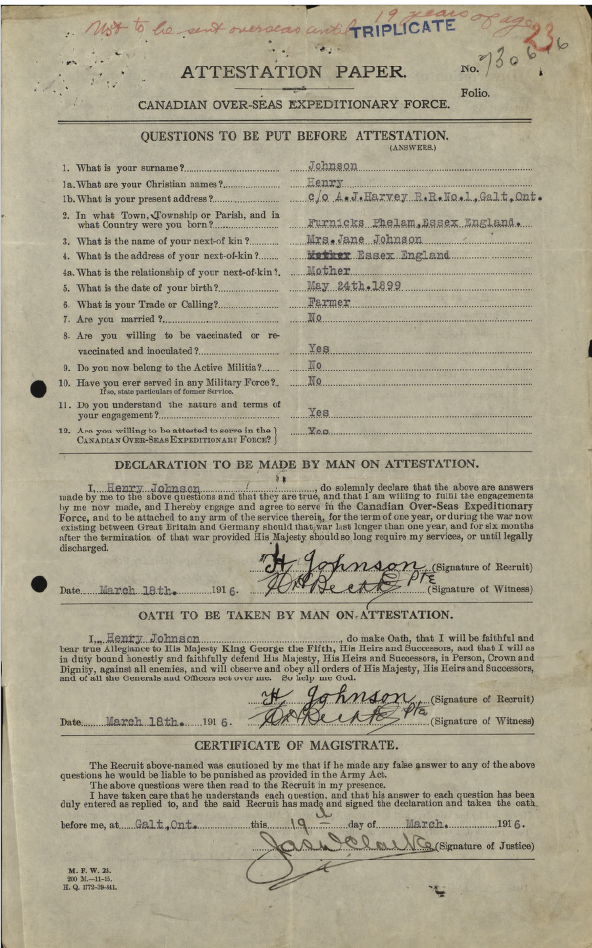 Not to be sent overseas until 19 years of age
TRIPLICATE
23
ATTESTATION PAPER.
No. 730
Folio.
CANADIAN OVER-SEAS EXPEDITIONARY FORCE.
QUESTIONS TO BE PUT BEFORE ATTESTATION.
(ANSWERS.)
1. What is your surname? Johnson
1a. What are your Christian names? Henry
1b. What is your present address? c/o A.J.Harvey R.R.No.1,Galt,Ont.
2. In what Town, Township or Parish, and in
what Country were you born? Furnicks Phelam,Essex England.
3. What is the name of your next-of kin? Mrs.Jane Johnson
4. What is the address of your next-of-kin? Mother Essex England
4a. What is the relationship of your next-of-kin? Mother
5. What is the date of your birth? May 24th.1899
6. What is your Trade or Calling? Farmer
7. Are you married? No
8. Are you willing to be vaccinated or re-
vaccinated and inoculated? Yes
9. Do you now belong to the Active Militia? No
10. Have you ever served in any Military Force? No
If so, state particulars of former Service.
11. Do you understand the nature and terms of
your engagement? Yes
12. Are you willing to be attested to serve in the
CANADIAN OVER-SEAS EXPEDITIONARY FORCE? Yes
DECLARATION TO BE MADE BY MAN ON ATTESTATION.
I, Henry Johnson, do solemnly declare that the above are answers
made by me to the above questions and that they are true, and that I am willing to fulfil the engagements
by me now made, and I hereby engage and agree to serve in the Canadian Over-Seas Expeditionary
Force, and to be attached to any arm of the service therein, for the term of one year, or during the war now
existing between Great Britain and Germany should that war last longer than one year, and for six months
after the termination of that war provided His Majesty should so long require my services, or until legally
discharged.
H Johnson (Signature of Recruit)
Date March 18th. 1916. Pte (Signature of Witness)
OATH TO BE TAKEN BY MAN ON ATTESTATION.
I, Henry Johnson, do make Oath, that I will be faithful and
bear true Allegiance to His Majesty King George the Fifth, His Heirs and Successors, and that I will as
in duty bound honestly and faithfully defend His Majesty, His Heirs and Successors, in Person, Crown and
Dignity, against all enemies, and will observe and obey all orders of His Majesty, His Heirs and Successors,
and of all the Generals and Officers set over me. So help me God.
H Johnson (Signature of Recruit)
Date March 18th. 1916. Pte (Signature of Witness)
CERTIFICATE OF MAGISTRATE.
The Recruit above-named was cautioned by me that if he made any false answer to any of the above
questions he would be liable to be punished as provided in the Army Act.
The above questions were then read to the Recruit in my presence.
I have taken care that he understands each question, and that his answer to each question has been
duly entered as replied to, and the said Recruit has made and signed the declaration and taken the oath
before me, at Galt,Ont. this 19th day of March. 1916.
Jas W Clarke (Signature of Justice)
M. F. W. 23.
200 M.—11-15.
H. Q. 1772-39-841.